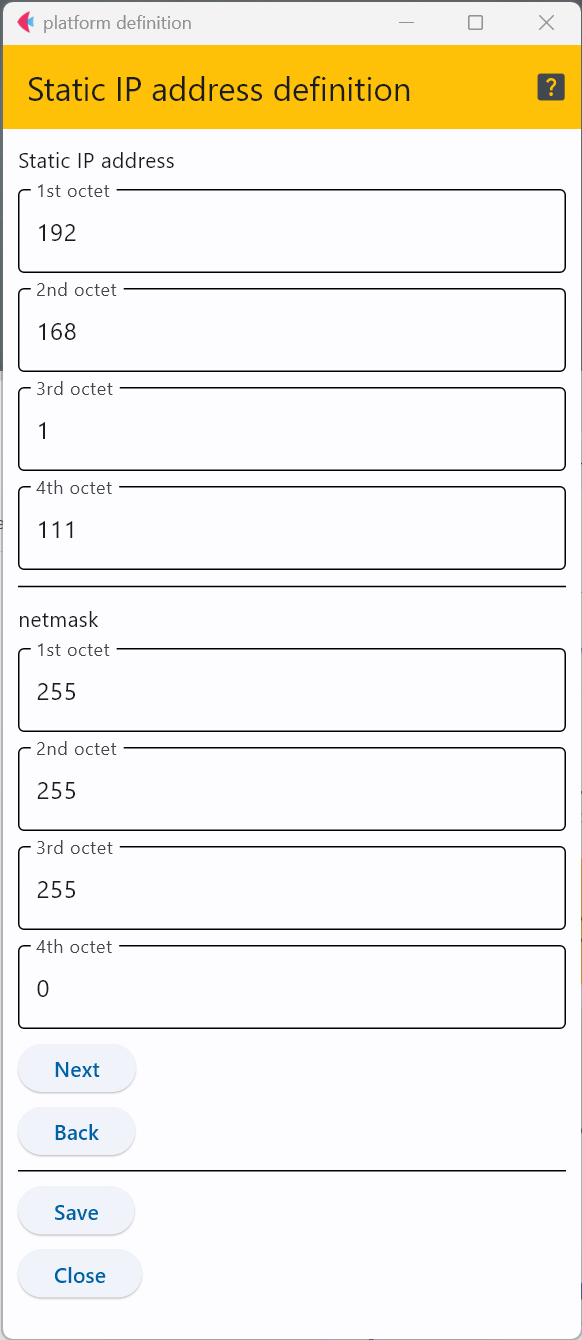 platform definition
Static IP address definition
?
Static IP address
1st octet
192
2nd octet
168
3rd octet
1
4th octet
111
netmask
1st octet
255
2nd octet
255
3rd octet
255
4th octet
0
Next
Back
Save
Close